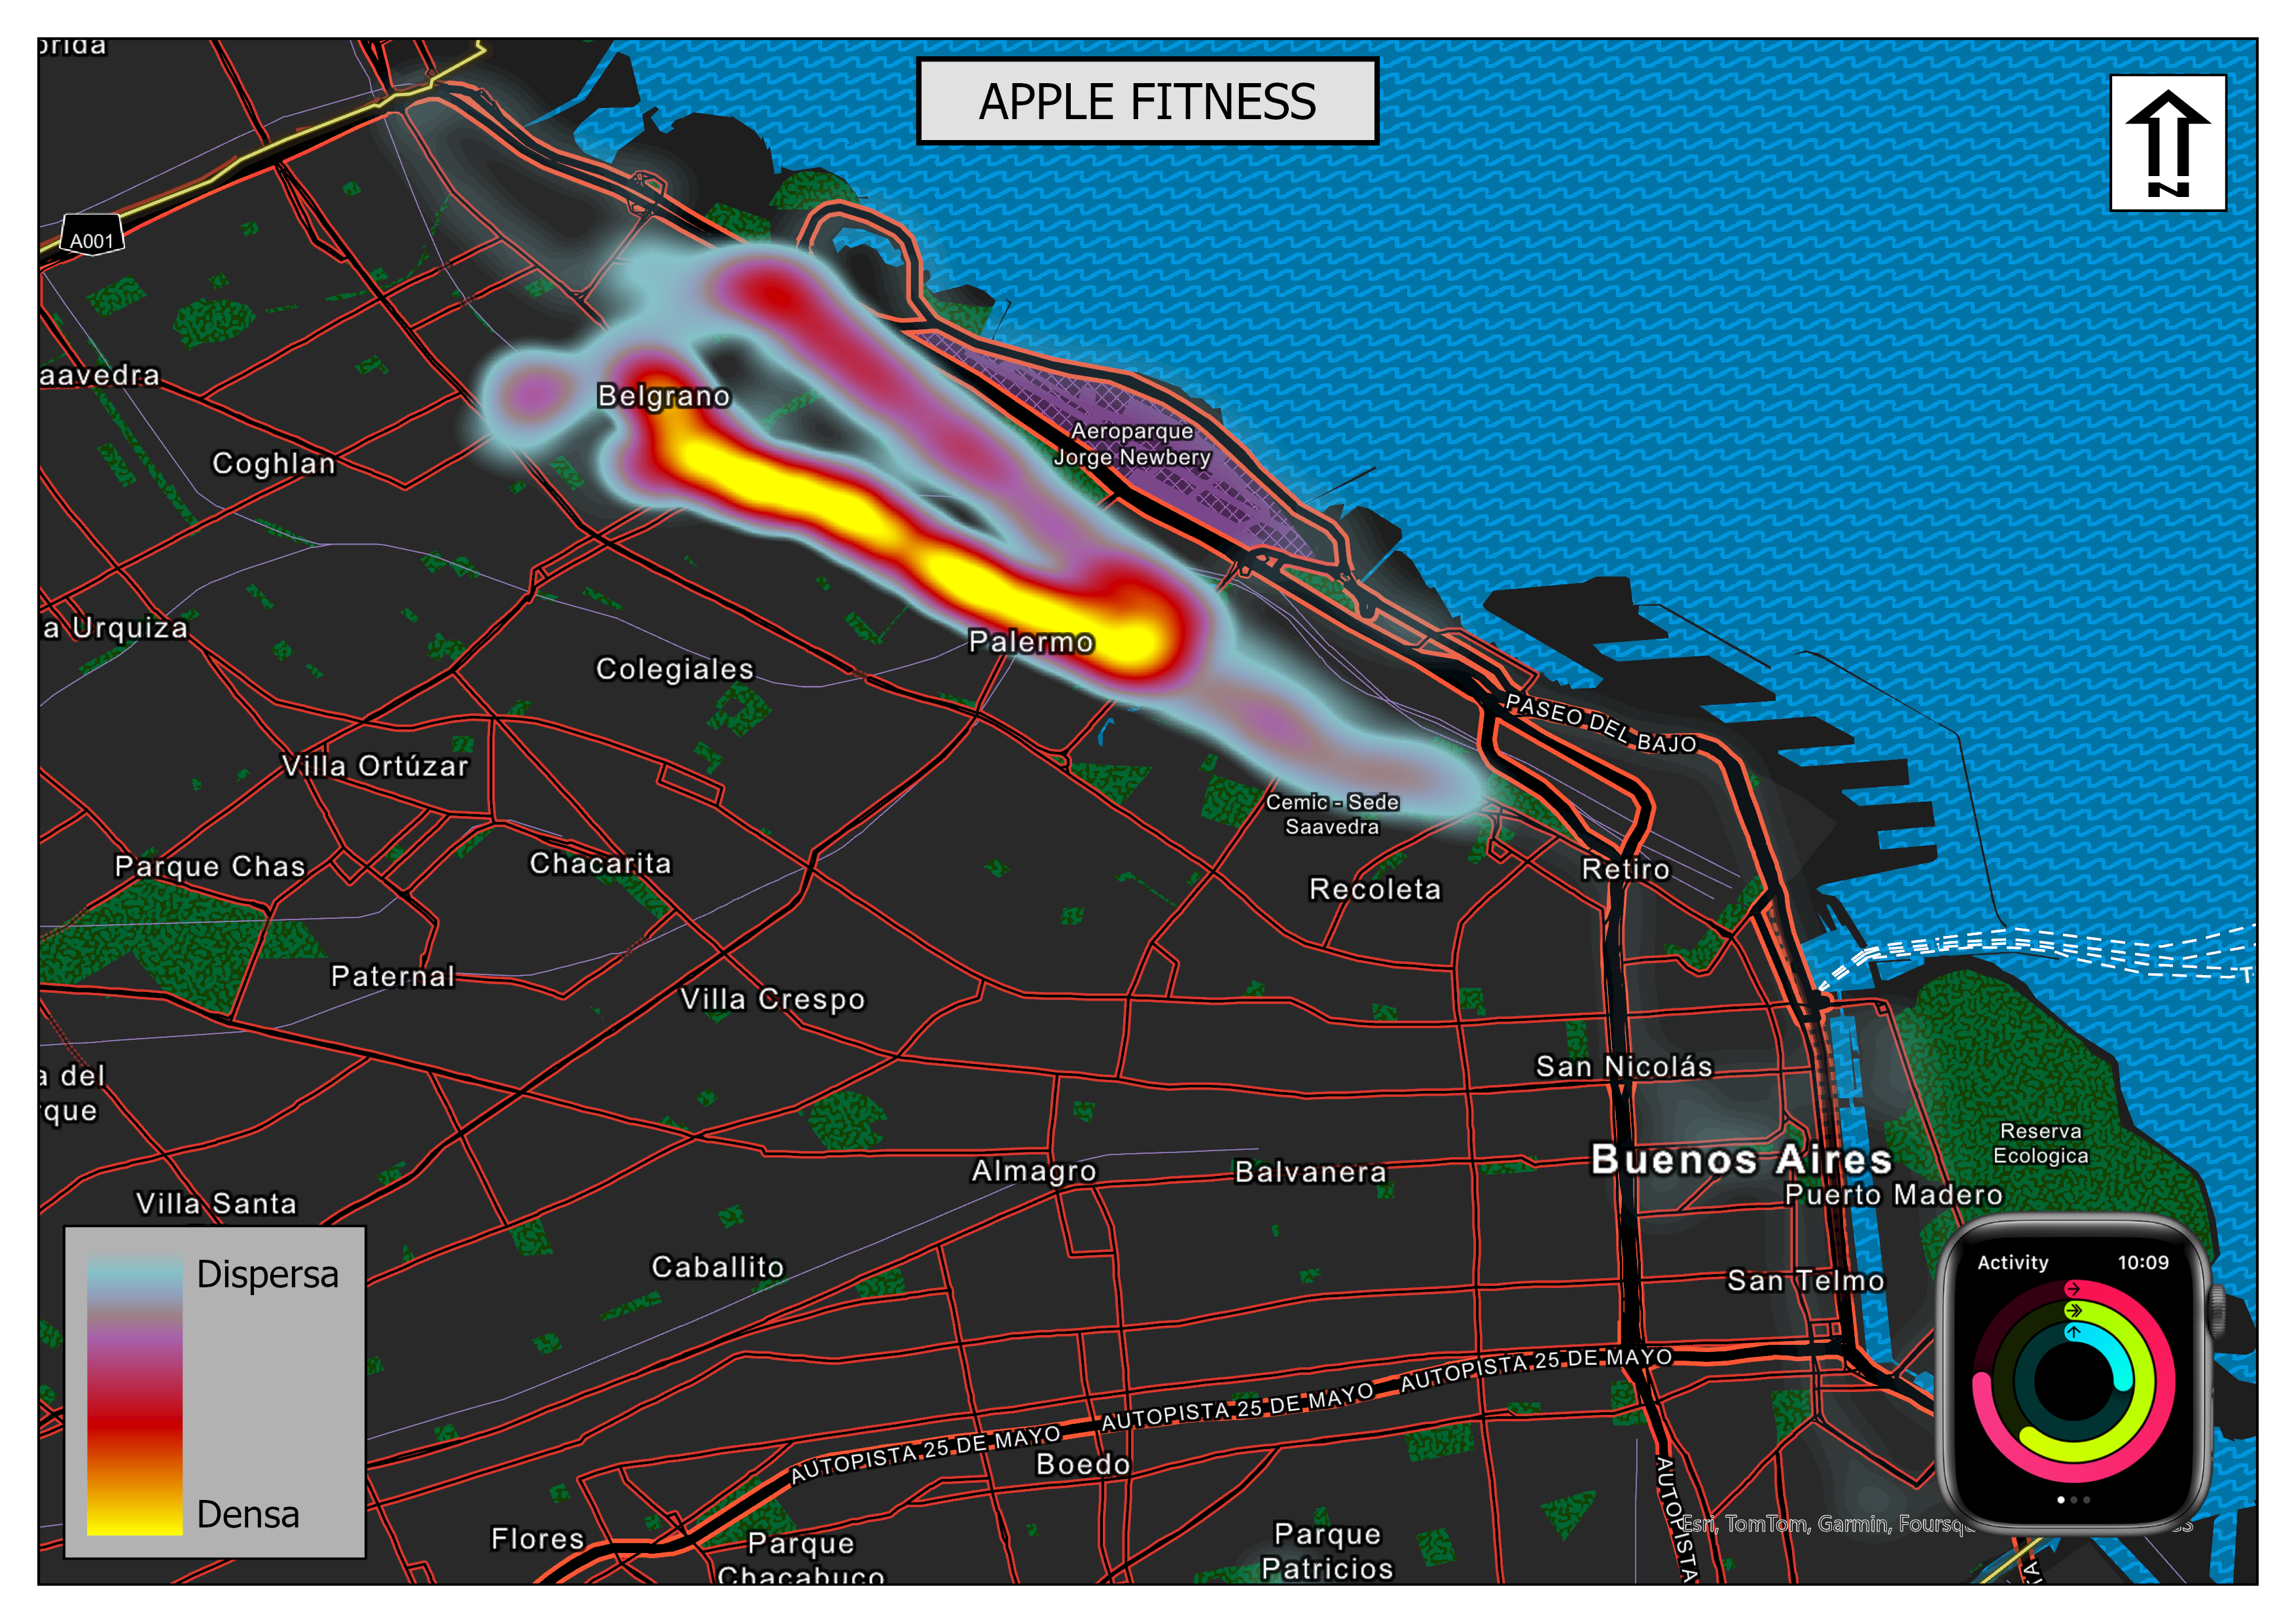 orida
APPLE FITNESS
N
A001
aavedra
Belgrano
Coghlan
Aeroparque
Jorge Newbery
a Urquiza
Palermo
Colegiales
PASEO DEL BAJO
Villa Ortúzar
Cemic - Sede
Saavedra
Parque Chas
Chacarita
Recoleta
Retiro
Paternal
Villa Crespo
T
San Nicolás
a del
rque
Reserva
Ecologica
Almagro
Balvanera
Buenos Aires
Puerto Madero
Villa Santa
Dispersa
Caballito
San Telmo
Activity 10:09
AUTOPISTA 25 DE MAYO
AUTOPISTA 25 DE MAYO
AUTOPISTA 25 DE MAYO
Densa
Boedo
AUTOPISTA
Esri, TomTom, Garmin, Foursqu
Flores
Parque
Chacabuco
Parque
Patricios